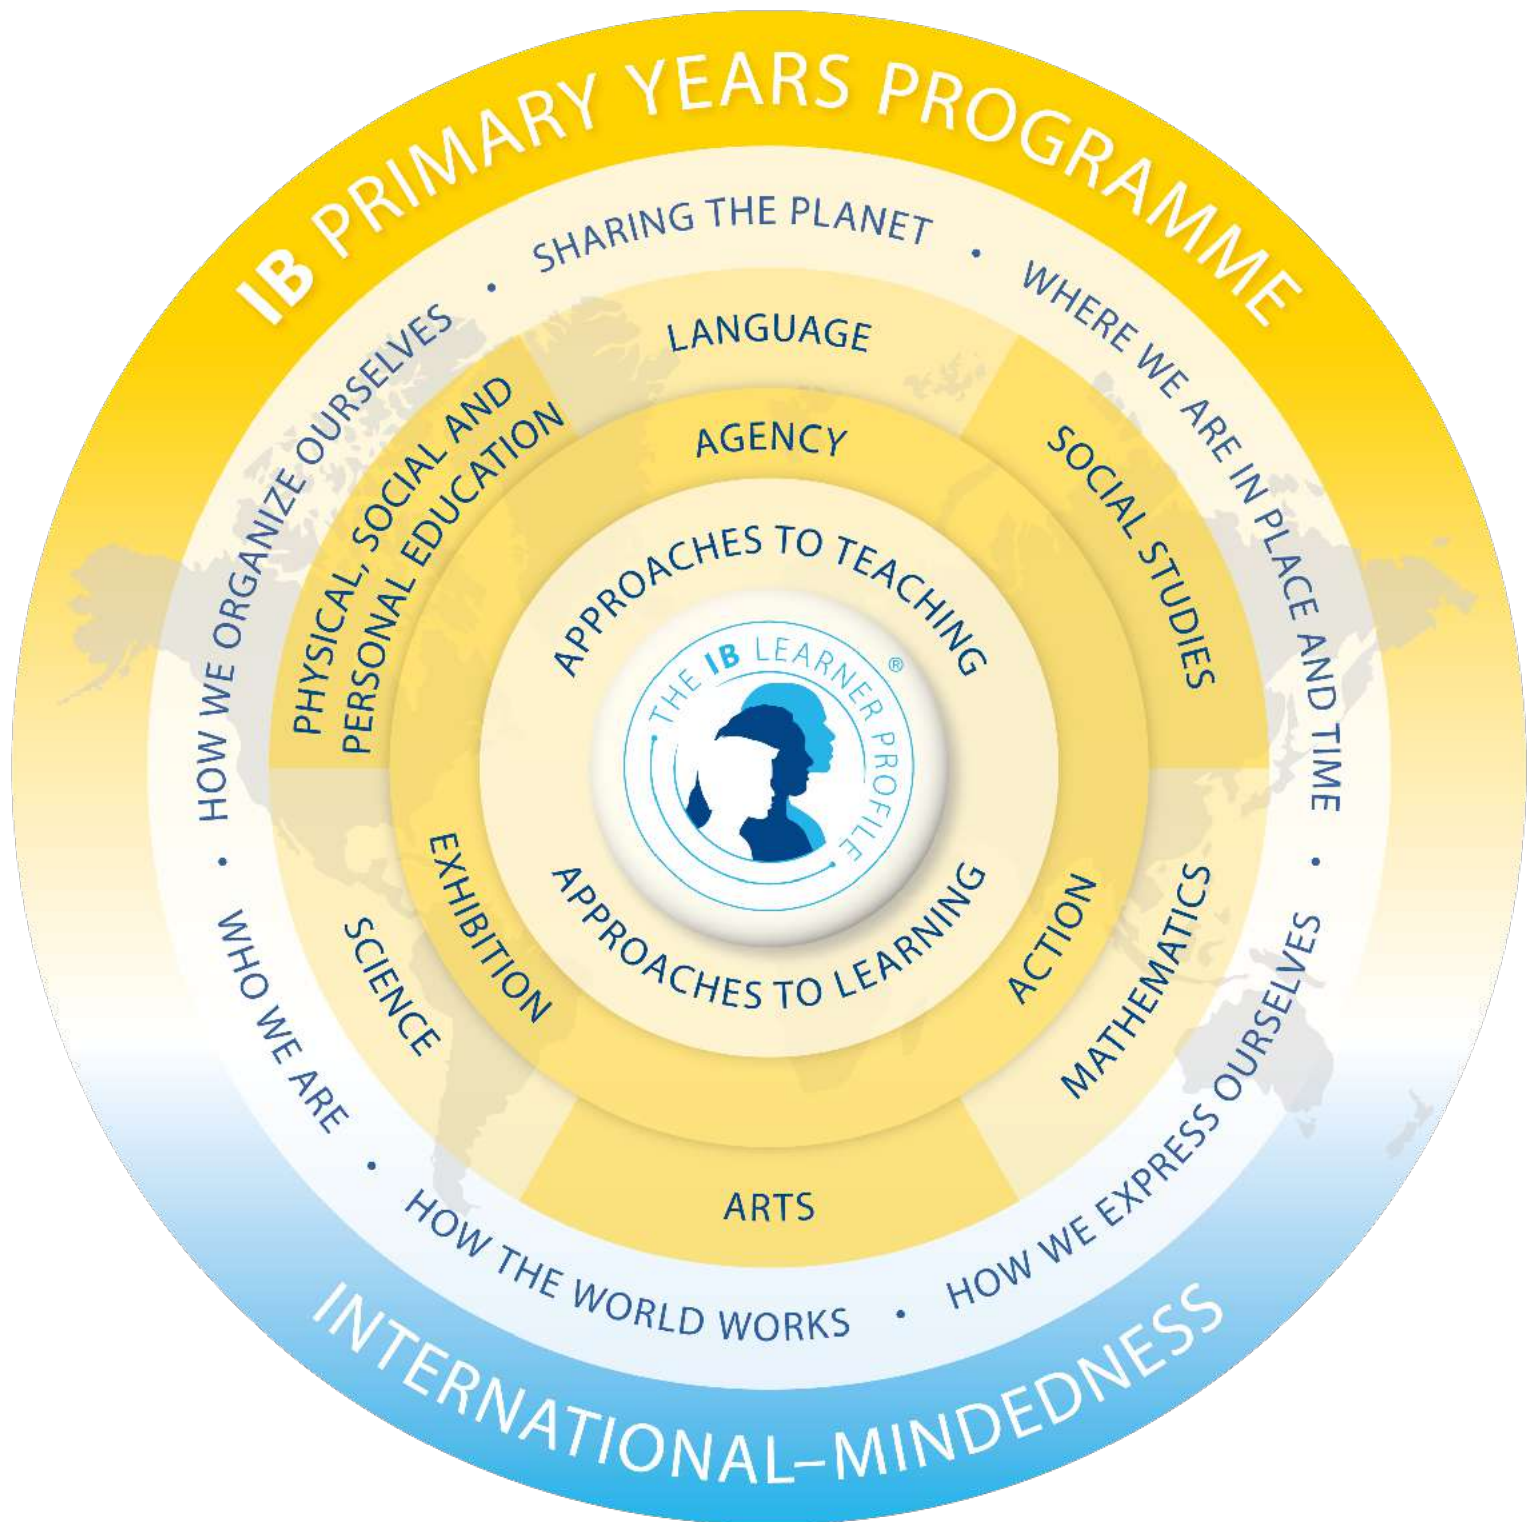 IB PRIMARY YEARS PROGRAMME
SHARING THE PLANET
•
WHERE WE ARE IN PLACE AND TIME
•
HOW WE EXPRESS OURSELVES
•
HOW THE WORLD WORKS
•
WHO WE ARE
•
HOW WE ORGANIZE OURSELVES
•
LANGUAGE
SOCIAL STUDIES
MATHEMATICS
ARTS
SCIENCE
PHYSICAL, SOCIAL AND
PERSONAL EDUCATION
AGENCY
ACTION
EXHIBITION
APPROACHES TO TEACHING
THE IB LEARNER PROFILE®
APPROACHES TO LEARNING
INTERNATIONAL–MINDEDNESS